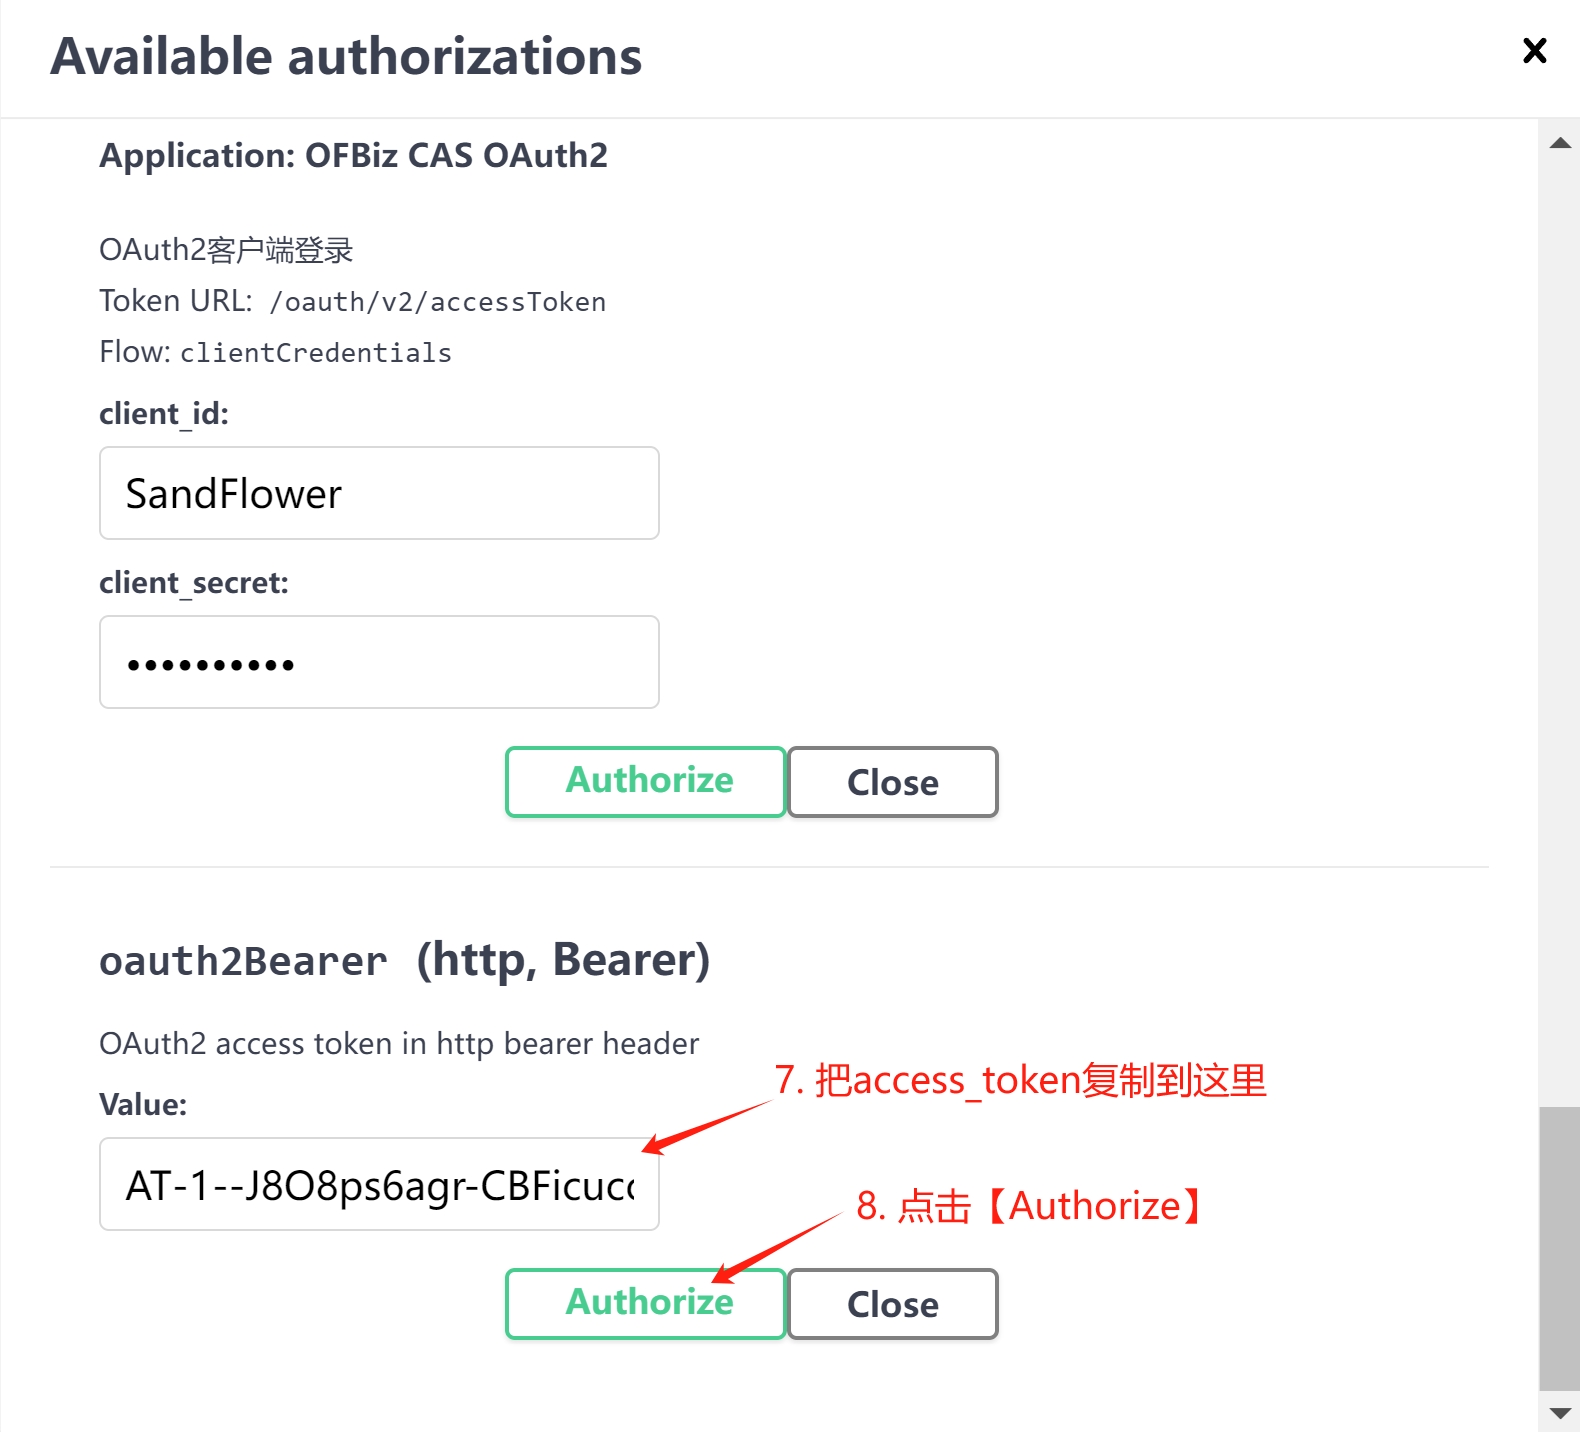 Available authorizations
Application: OFBiz CAS OAuth2
OAuth2客户端登录
Token URL: /oauth/v2/accessToken
Flow: clientCredentials
client_id:
SandFlower
client_secret:
••••••••••
Authorize
Close
oauth2Bearer (http, Bearer)
OAuth2 access token in http bearer header
7. 把access_token复制到这里
Value:
AT-1--J8O8ps6agr-CBFicucc
8. 点击【Authorize】
Authorize
Close